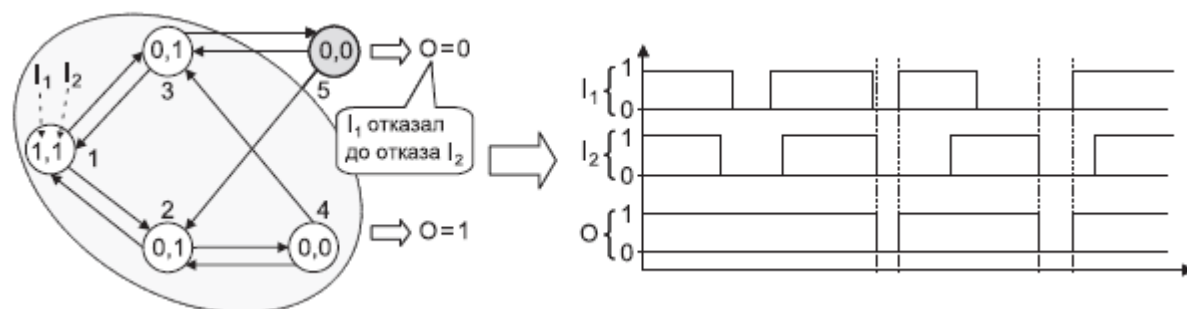 I₁ I₂
0,1
3
0,0
5
O=0
I₁ отказал
до отказа I₂
1,1
1
2
0,1
4
0,0
O=1
I₁ { 1
0
I₂ { 1
0
O { 1
0